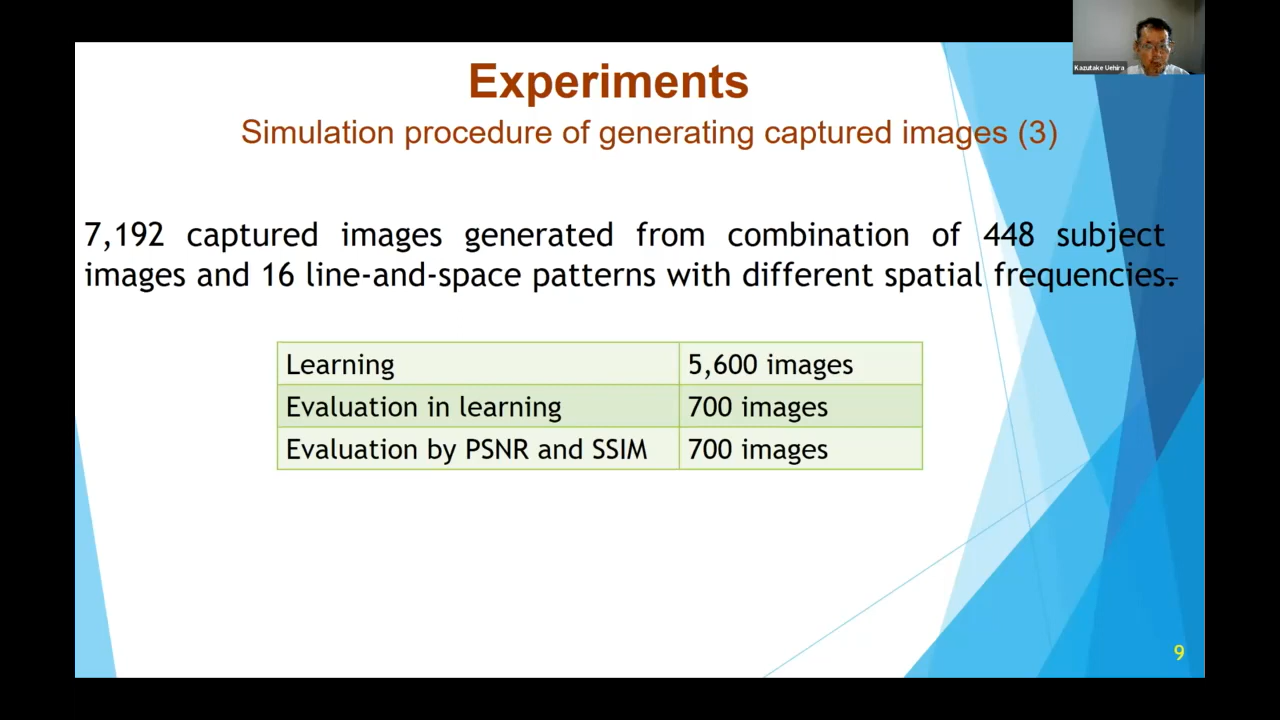 Kazutake Uehira
Experiments
Simulation procedure of generating captured images (3)
7,192 captured images generated from combination of 448 subject
images and 16 line-and-space patterns with different spatial frequencies.
Learning 5,600 images
Evaluation in learning 700 images
Evaluation by PSNR and SSIM 700 images
9